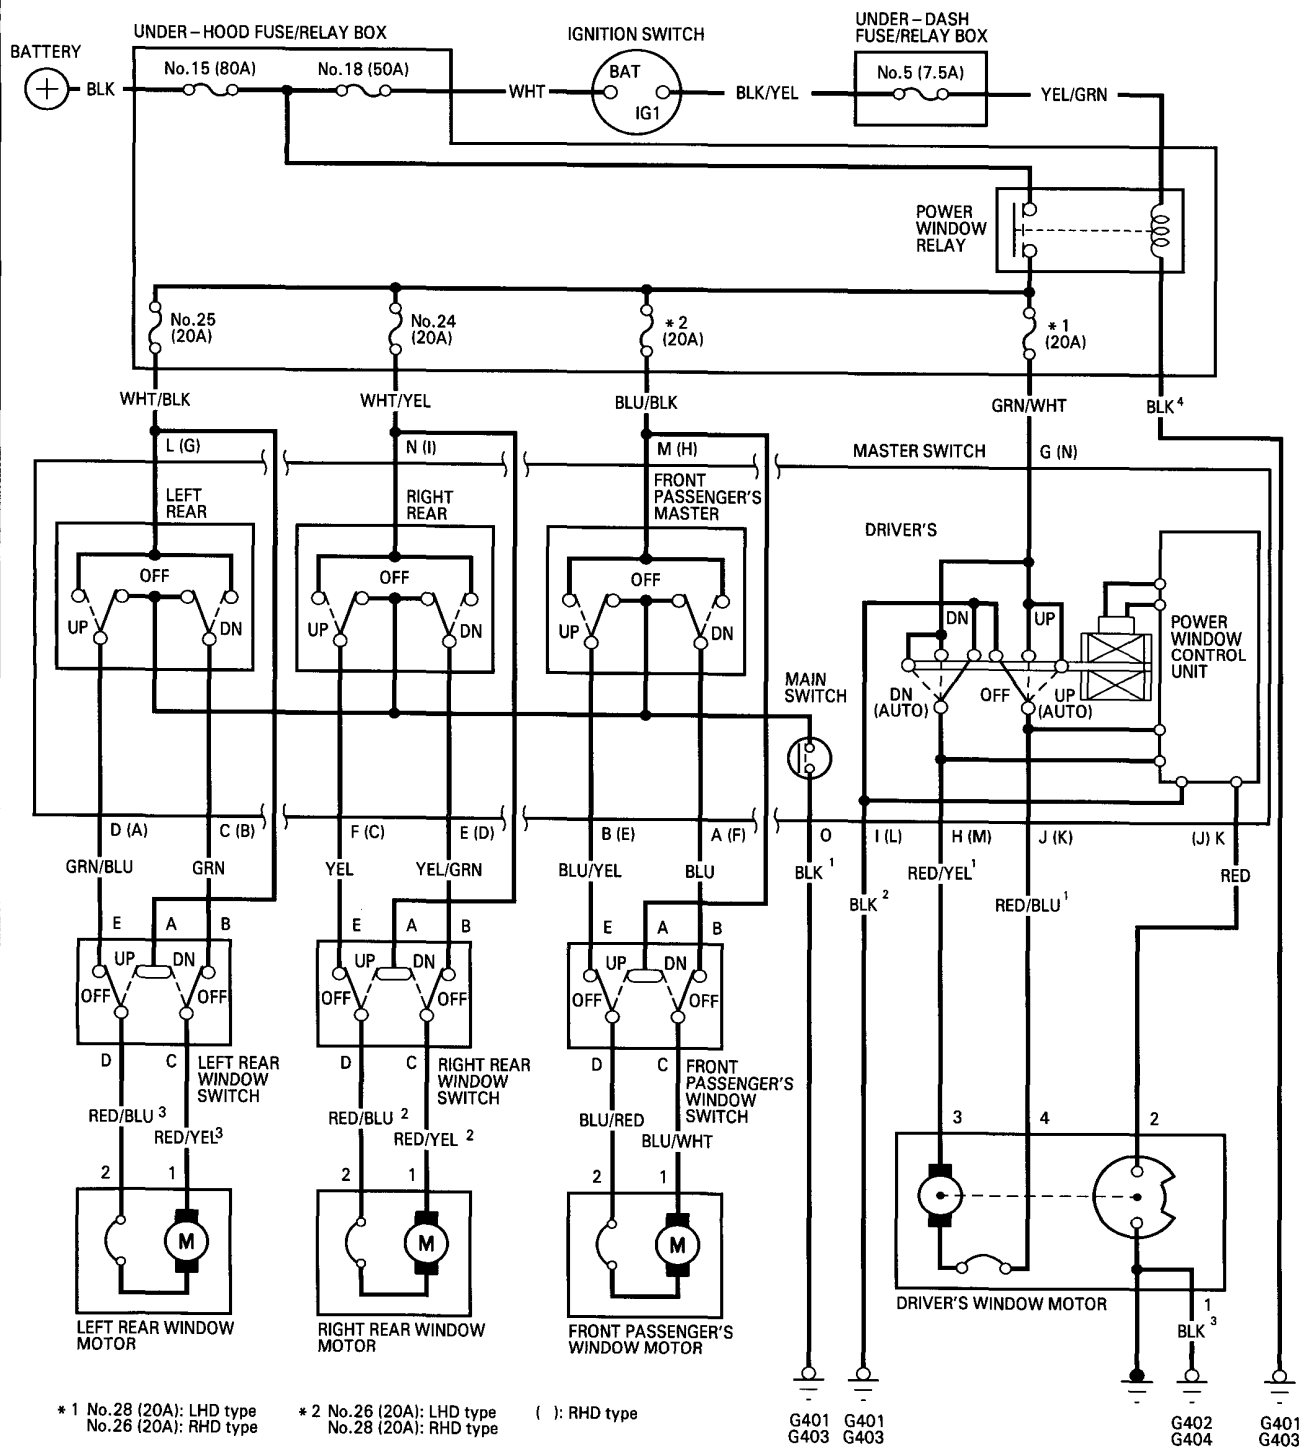 UNDER – HOOD FUSE/RELAY BOX
IGNITION SWITCH
UNDER – DASH
FUSE/RELAY BOX
BATTERY
No.15 (80A)
No.18 (50A)
BAT
No.5 (7.5A)
+
BLK
WHT
BLK/YEL
YEL/GRN
IG1
POWER
WINDOW
RELAY
No.25
(20A)
No.24
(20A)
* 2
(20A)
* 1
(20A)
WHT/BLK
WHT/YEL
BLU/BLK
GRN/WHT
BLK 4
L (G)
N (I)
M (H)
MASTER SWITCH
G (N)
LEFT
REAR
RIGHT
REAR
FRONT
PASSENGER'S
MASTER
DRIVER'S
OFF
OFF
OFF
UP
DN
UP
DN
UP
DN
DN
UP
POWER
WINDOW
CONTROL
UNIT
MAIN
SWITCH
DN
(AUTO)
OFF
UP
(AUTO)
D (A)
C (B)
F (C)
E (D)
B (E)
A (F)
O
I (L)
H (M)
J (K)
(J) K
GRN/BLU
GRN
YEL
YEL/GRN
BLU/YEL
BLU
BLK 1
BLK 2
RED/YEL 1
RED/BLU 1
RED
E
A
B
E
A
B
E
A
B
UP
DN
UP
DN
UP
DN
OFF
OFF
OFF
OFF
OFF
OFF
D
C
D
C
D
C
LEFT REAR
WINDOW
SWITCH
RIGHT REAR
WINDOW
SWITCH
FRONT
PASSENGER'S
WINDOW
SWITCH
RED/BLU 3
RED/YEL 3
RED/BLU 2
RED/YEL 2
BLU/RED
BLU/WHT
3
4
2
2
1
2
1
2
1
M
M
M
LEFT REAR WINDOW
MOTOR
RIGHT REAR WINDOW
MOTOR
FRONT PASSENGER'S
WINDOW MOTOR
DRIVER'S WINDOW MOTOR
1
BLK 3
* 1 No.28 (20A): LHD type
No.26 (20A): RHD type
* 2 No.26 (20A): LHD type
No.28 (20A): RHD type
( ): RHD type
G401
G403
G401
G403
G402
G404
G401
G403